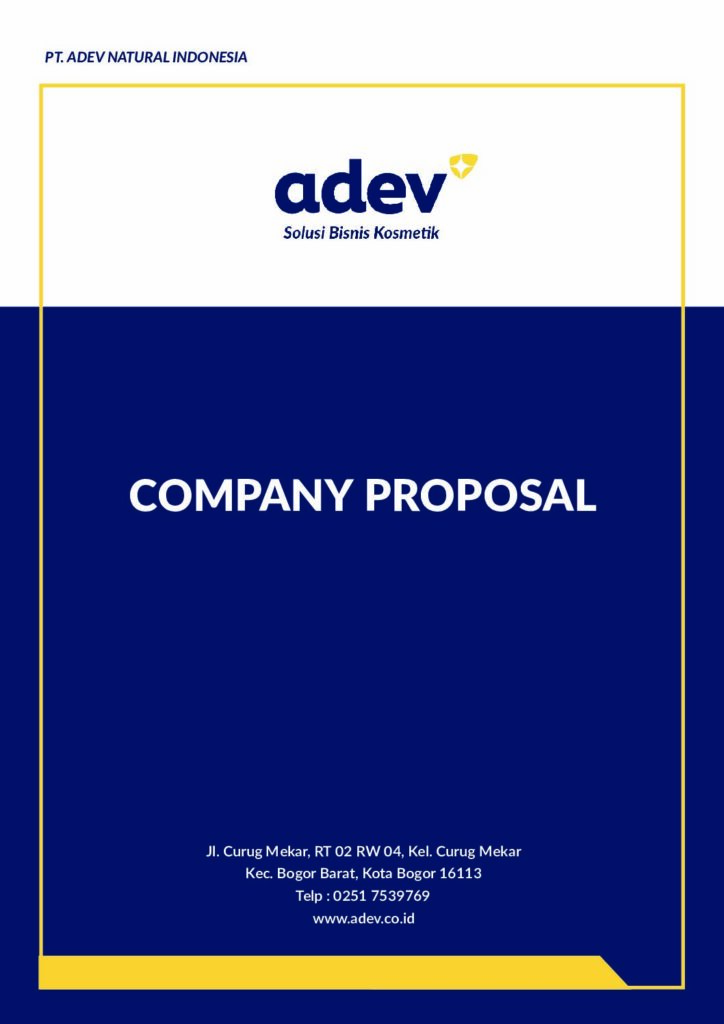 PT. ADEV NATURAL INDONESIA
adev
Solusi Bisnis Kosmetik
COMPANY PROPOSAL
Jl. Curug Mekar, RT 02 RW 04, Kel. Curug Mekar
Kec. Bogor Barat, Kota Bogor 16113
Telp : 0251 7539769
www.adev.co.id